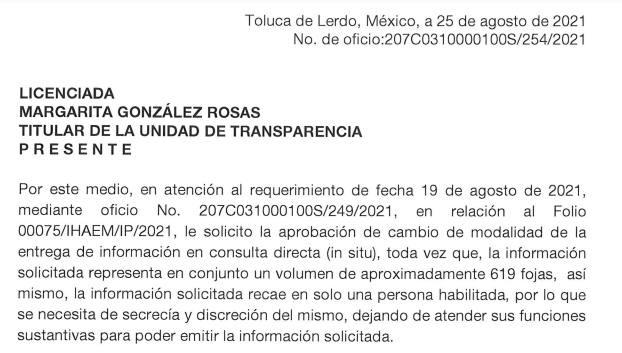 Toluca de Lerdo, México, a 25 de agosto de 2021
No. de oficio:207C0310000100S/254/2021
LICENCIADA
MARGARITA GONZÁLEZ ROSAS
TITULAR DE LA UNIDAD DE TRANSPARENCIA
P R E S E N T E
Por este medio, en atención al requerimiento de fecha 19 de agosto de 2021,
mediante oficio No. 207C031000100S/249/2021, en relación al Folio
00075/IHAEM/IP/2021, le solicito la aprobación de cambio de modalidad de la
entrega de información en consulta directa (in situ), toda vez que, la información
solicitada representa en conjunto un volumen de aproximadamente 619 fojas, así
mismo, la información solicitada recae en solo una persona habilitada, por lo que
se necesita de secrecía y discreción del mismo, dejando de atender sus funciones
sustantivas para poder emitir la información solicitada.